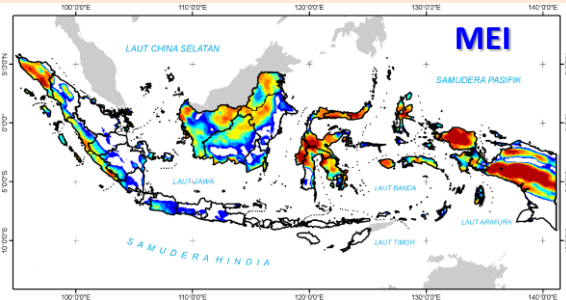 100°0'0"E 110°0'0"E 120°0'0"E 130°0'0"E 140°0'0"E
MEI
LAUT CHINA SELATAN
5°0'0"N
SAMUDERA PASIFIK
0°0'0"
LAUT JAWA
5°0'0"S
LAUT BANDA
LAUT ARAFURA
SAMUDERA HINDIA
LAUT TIMOR
10°0'0"S
100°0'0"E 110°0'0"E 120°0'0"E 130°0'0"E 140°0'0"E